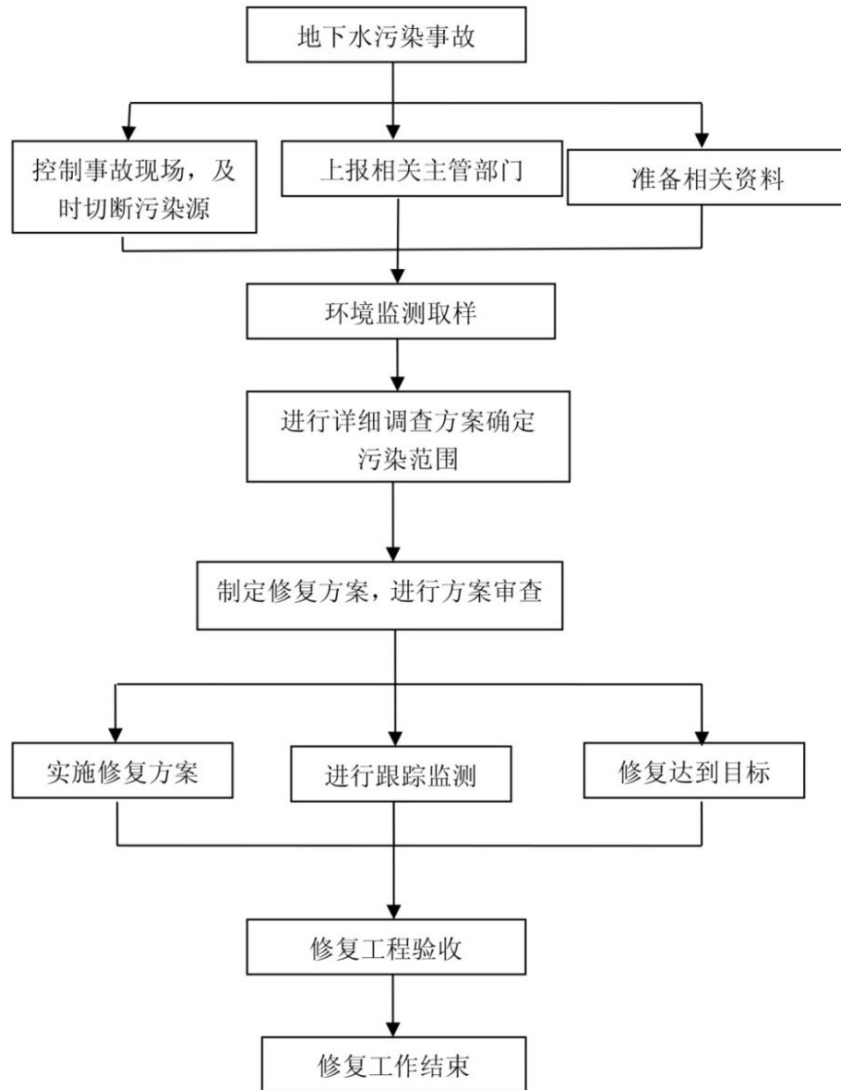 地下水污染事故
控制事故现场，及
时切断污染源
上报相关主管部门
准备相关资料
环境监测取样
进行详细调查方案确定
污染范围
制定修复方案，进行方案审查
实施修复方案
进行跟踪监测
修复达到目标
修复工程验收
修复工作结束